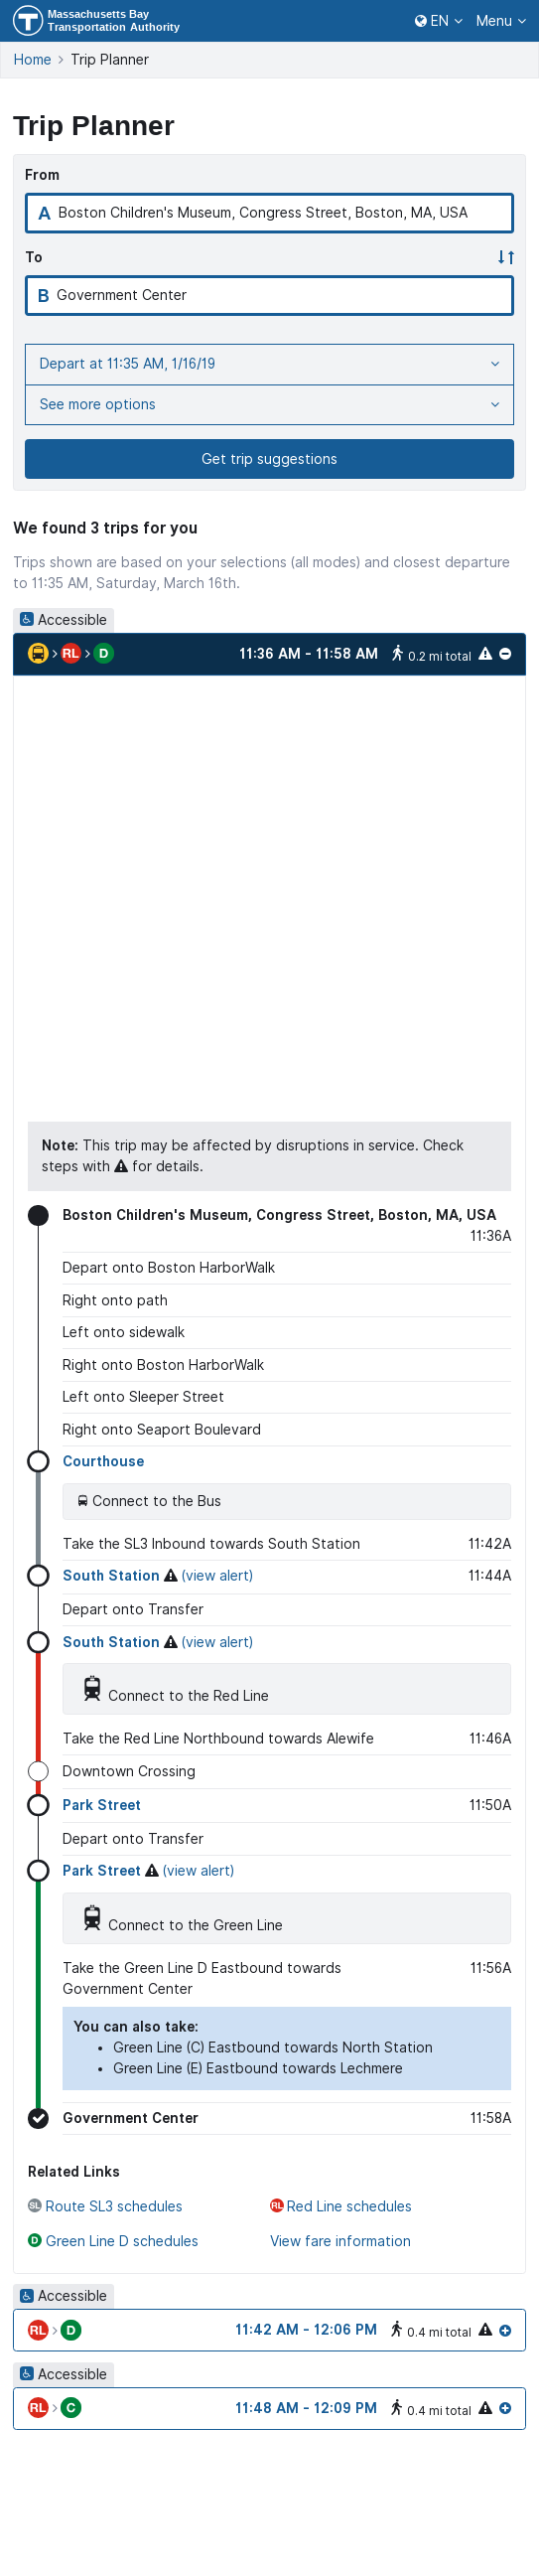 Massachusetts Bay
Transportation Authority
EN Menu
Home Trip Planner
Trip Planner
From
A Boston Children's Museum, Congress Street, Boston, MA, USA
To
B Government Center
Depart at 11:35 AM, 1/16/19
See more options
Get trip suggestions
We found 3 trips for you
Trips shown are based on your selections (all modes) and closest departure
to 11:35 AM, Saturday, March 16th.
Accessible
RL D 11:36 AM - 11:58 AM 0.2 mi total
Note: This trip may be affected by disruptions in service. Check
steps with for details.
Boston Children's Museum, Congress Street, Boston, MA, USA
11:36A
Depart onto Boston HarborWalk
Right onto path
Left onto sidewalk
Right onto Boston HarborWalk
Left onto Sleeper Street
Right onto Seaport Boulevard
Courthouse
Connect to the Bus
Take the SL3 Inbound towards South Station 11:42A
South Station (view alert) 11:44A
Depart onto Transfer
South Station (view alert)
Connect to the Red Line
Take the Red Line Northbound towards Alewife 11:46A
Downtown Crossing
Park Street 11:50A
Depart onto Transfer
Park Street (view alert)
Connect to the Green Line
Take the Green Line D Eastbound towards 11:56A
Government Center
You can also take:
• Green Line (C) Eastbound towards North Station
• Green Line (E) Eastbound towards Lechmere
Government Center 11:58A
Related Links
SL Route SL3 schedules RL Red Line schedules
D Green Line D schedules View fare information
Accessible
RL D 11:42 AM - 12:06 PM 0.4 mi total
Accessible
RL C 11:48 AM - 12:09 PM 0.4 mi total